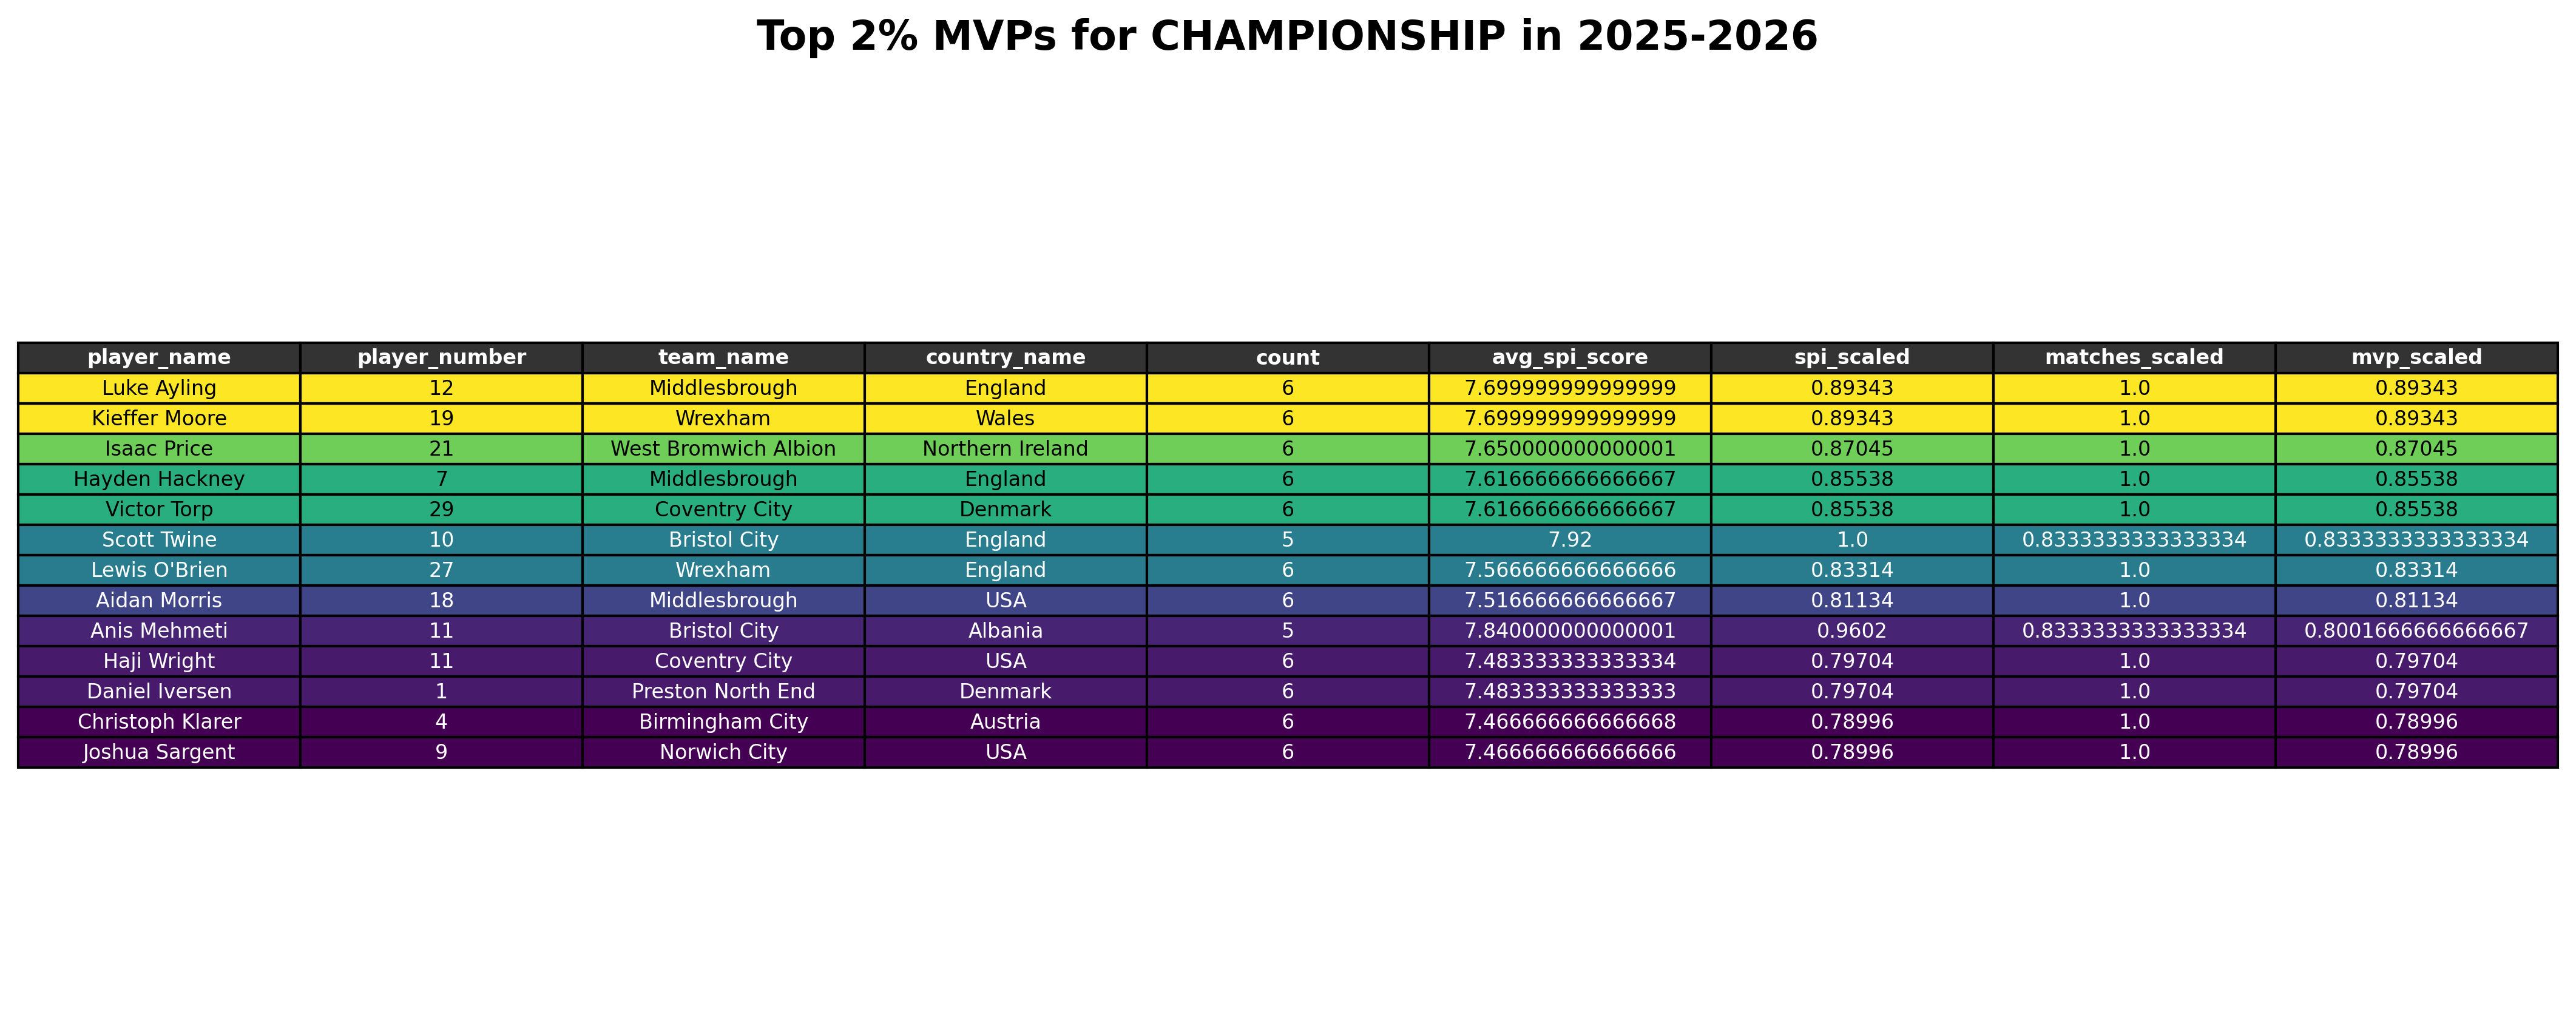 Top 2% MVPs for CHAMPIONSHIP in 2025-2026
player_name player_number team_name country_name count avg_spi_score spi_scaled matches_scaled mvp_scaled
Luke Ayling 12 Middlesbrough England 6 7.699999999999999 0.89343 1.0 0.89343
Kieffer Moore 19 Wrexham Wales 6 7.699999999999999 0.89343 1.0 0.89343
Isaac Price 21 West Bromwich Albion Northern Ireland 6 7.650000000000001 0.87045 1.0 0.87045
Hayden Hackney 7 Middlesbrough England 6 7.616666666666667 0.85538 1.0 0.85538
Victor Torp 29 Coventry City Denmark 6 7.616666666666667 0.85538 1.0 0.85538
Scott Twine 10 Bristol City England 5 7.92 1.0 0.8333333333333334 0.8333333333333334
Lewis O'Brien 27 Wrexham England 6 7.566666666666666 0.83314 1.0 0.83314
Aidan Morris 18 Middlesbrough USA 6 7.516666666666667 0.81134 1.0 0.81134
Anis Mehmeti 11 Bristol City Albania 5 7.840000000000001 0.9602 0.8333333333333334 0.8001666666666667
Haji Wright 11 Coventry City USA 6 7.483333333333334 0.79704 1.0 0.79704
Daniel Iversen 1 Preston North End Denmark 6 7.483333333333333 0.79704 1.0 0.79704
Christoph Klarer 4 Birmingham City Austria 6 7.466666666666668 0.78996 1.0 0.78996
Joshua Sargent 9 Norwich City USA 6 7.466666666666666 0.78996 1.0 0.78996